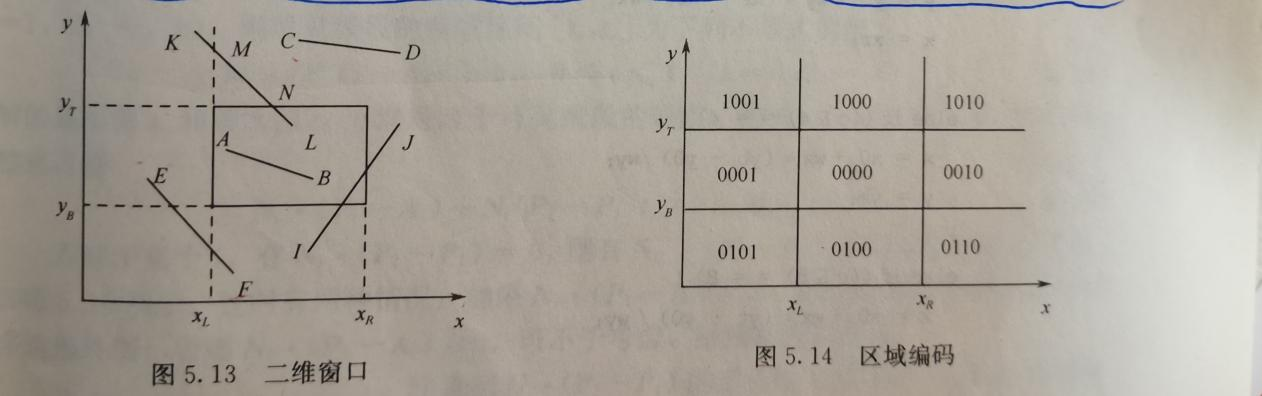 y
K
M
C
D
y_T
N
A
L
J
E
B
y_B
I
F
x_L
x_R
x
图 5.13 二维窗口
y
1001 1000 1010
y_T
0001 0000 0010
y_B
0101 0100 0110
x_L
x_R
x
图 5.14 区域编码